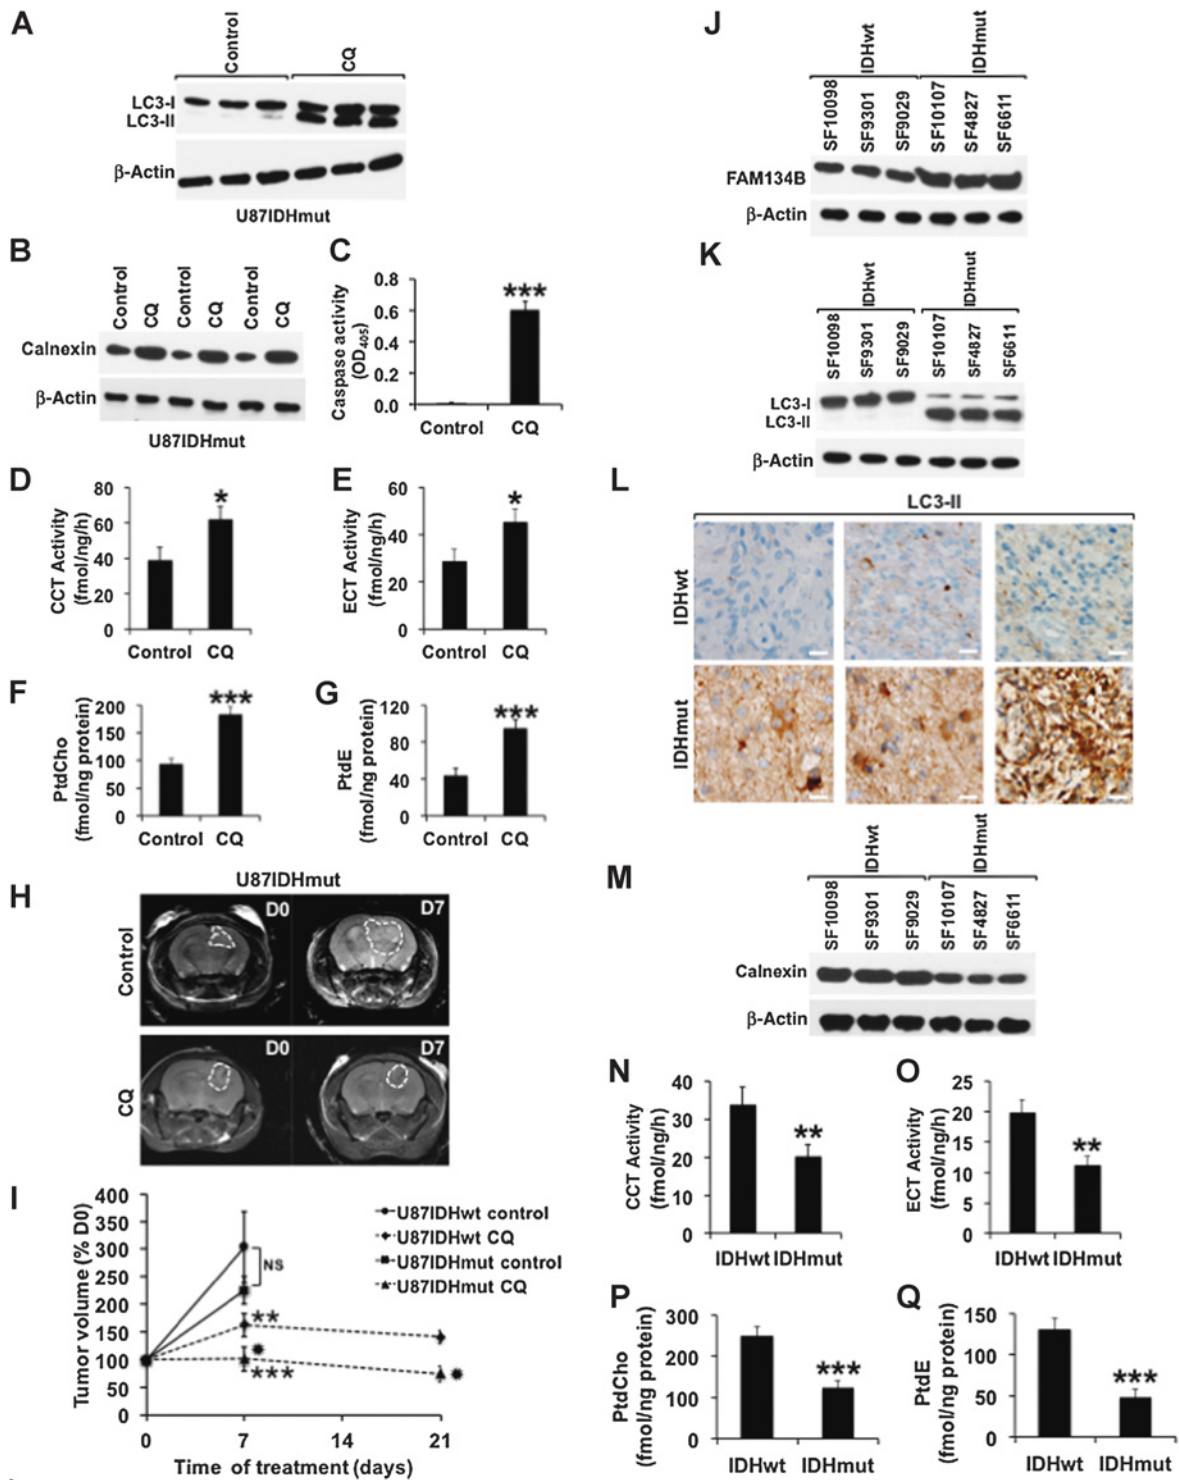 A
Control
CQ
LC3-I
LC3-II
β-Actin
U87IDHmut
B
Control
CQ
Control
CQ
Control
CQ
Calnexin
β-Actin
U87IDHmut
C
Caspase activity
(OD405)
0.8
0.6
0.4
0.2
0.0
***
Control CQ
D
CCT Activity
(fmol/ng/h)
80
60
40
20
0
*
Control CQ
E
ECT Activity
(fmol/ng/h)
60
40
20
0
*
Control CQ
F
PtdCho
(fmol/ng protein)
200
150
100
50
0
***
Control CQ
G
PtdE
(fmol/ng protein)
120
80
40
0
***
Control CQ
H
U87IDHmut
Control
D0
D7
CQ
D0
D7
I
Tumor volume (% D0)
400
350
300
250
200
150
100
50
0
NS
**
***
U87IDHwt control
U87IDHwt CQ
U87IDHmut control
U87IDHmut CQ
0 7 14 21
Time of treatment (days)
J
IDHwt
IDHmut
SF10098
SF9301
SF9029
SF10107
SF4827
SF6611
FAM134B
β-Actin
K
IDHwt
IDHmut
SF10098
SF9301
SF9029
SF10107
SF4827
SF6611
LC3-I
LC3-II
β-Actin
L
LC3-II
IDHwt
IDHmut
M
IDHwt
IDHmut
SF10098
SF9301
SF9029
SF10107
SF4827
SF6611
Calnexin
β-Actin
N
CCT Activity
(fmol/ng/h)
40
30
20
10
0
**
IDHwt IDHmut
O
ECT Activity
(fmol/ng/h)
25
20
15
10
5
0
**
IDHwt IDHmut
P
PtdCho
(fmol/ng protein)
300
200
100
0
***
IDHwt IDHmut
Q
PtdE
(fmol/ng protein)
150
100
50
0
***
IDHwt IDHmut